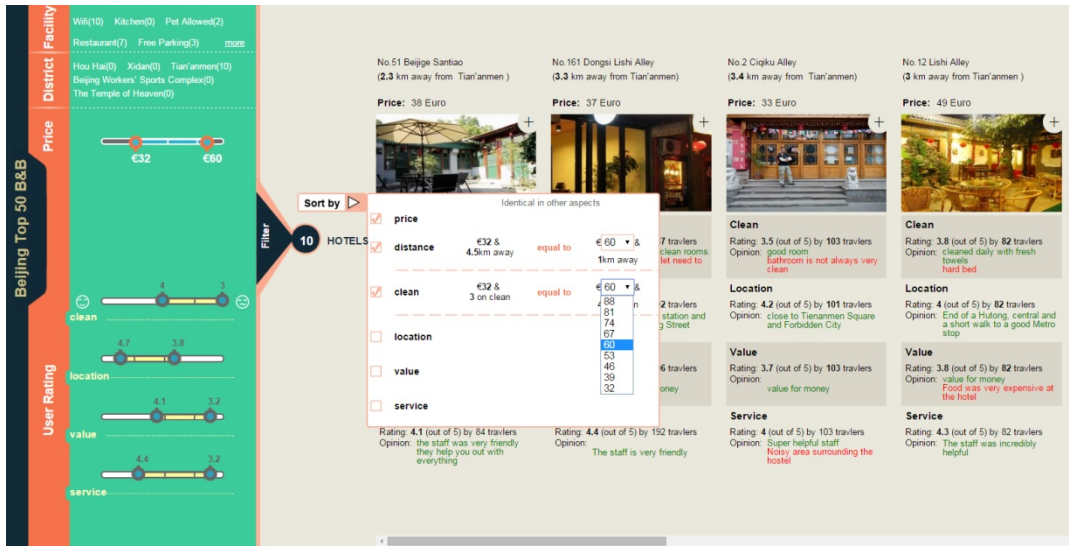 Beijing Top 50 B&B
Facility
Wifi(10) Kitchen(0) Pet Allowed(2)
Restaurant(7) Free Parking(3) more
District
Hou Hai(0) Xidan(0) Tian'anmen(10)
Beijing Workers' Sports Complex(0)
The Temple of Heaven(0)
Price
€32 €60
User Rating
4 3
clean
4.7 3.8
location
4.1 3.2
value
4.4 3.2
service
Filter
10 HOTELS
Sort by
Identical in other aspects
price
distance
€32 &
4.5km away
equal to
€ 60 &
1km away
clean
€32 &
3 on clean
equal to
€ 60 &
88
81
74
67
60
53
46
39
32
location
value
service
No.51 Beijige Santiao
(2.3 km away from Tian'anmen )
Price: 38 Euro
+
Rating: 4.1 (out of 5) by 84 travlers
Opinion: the staff was very friendly
they help you out with
everything
No.161 Dongsi Lishi Alley
(3.3 km away from Tian'anmen)
Price: 37 Euro
+
7 travlers
clean rooms.
let need to
2 travlers
station and
g Street
6 travlers
oney
Rating: 4.4 (out of 5) by 192 travlers
Opinion:
The staff is very friendly
No.2 Ciqiku Alley
(3.4 km away from Tian'anmen)
Price: 33 Euro
+
Clean
Rating: 3.5 (out of 5) by 103 travlers
Opinion: good room
bathroom is not always very
clean
Location
Rating: 4.2 (out of 5) by 101 travlers
Opinion: close to Tienanmen Square
and Forbidden City
Value
Rating: 3.7 (out of 5) by 103 travlers
Opinion:
value for money
Service
Rating: 4 (out of 5) by 103 travlers
Opinion: Super helpful staff
Noisy area surrounding the
hostel
No.12 Lishi Alley
(3 km away from Tian'anmen)
Price: 49 Euro
+
Clean
Rating: 3.8 (out of 5) by 82 travlers
Opinion: cleaned daily with fresh
towels
hard bed
Location
Rating: 4 (out of 5) by 82 travlers
Opinion: End of a Hutong, central and
a short walk to a good Metro
stop
Value
Rating: 3.8 (out of 5) by 82 travlers
Opinion: value for money
Food was very expensive at
the hotel
Service
Rating: 4.3 (out of 5) by 82 travlers
Opinion: The staff was incredibly
helpful